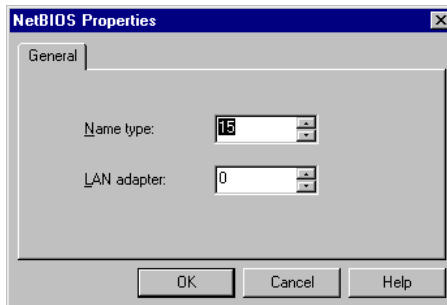 NetBIOS Properties
General
Name type: 15
LAN adapter: 0
OK Cancel Help